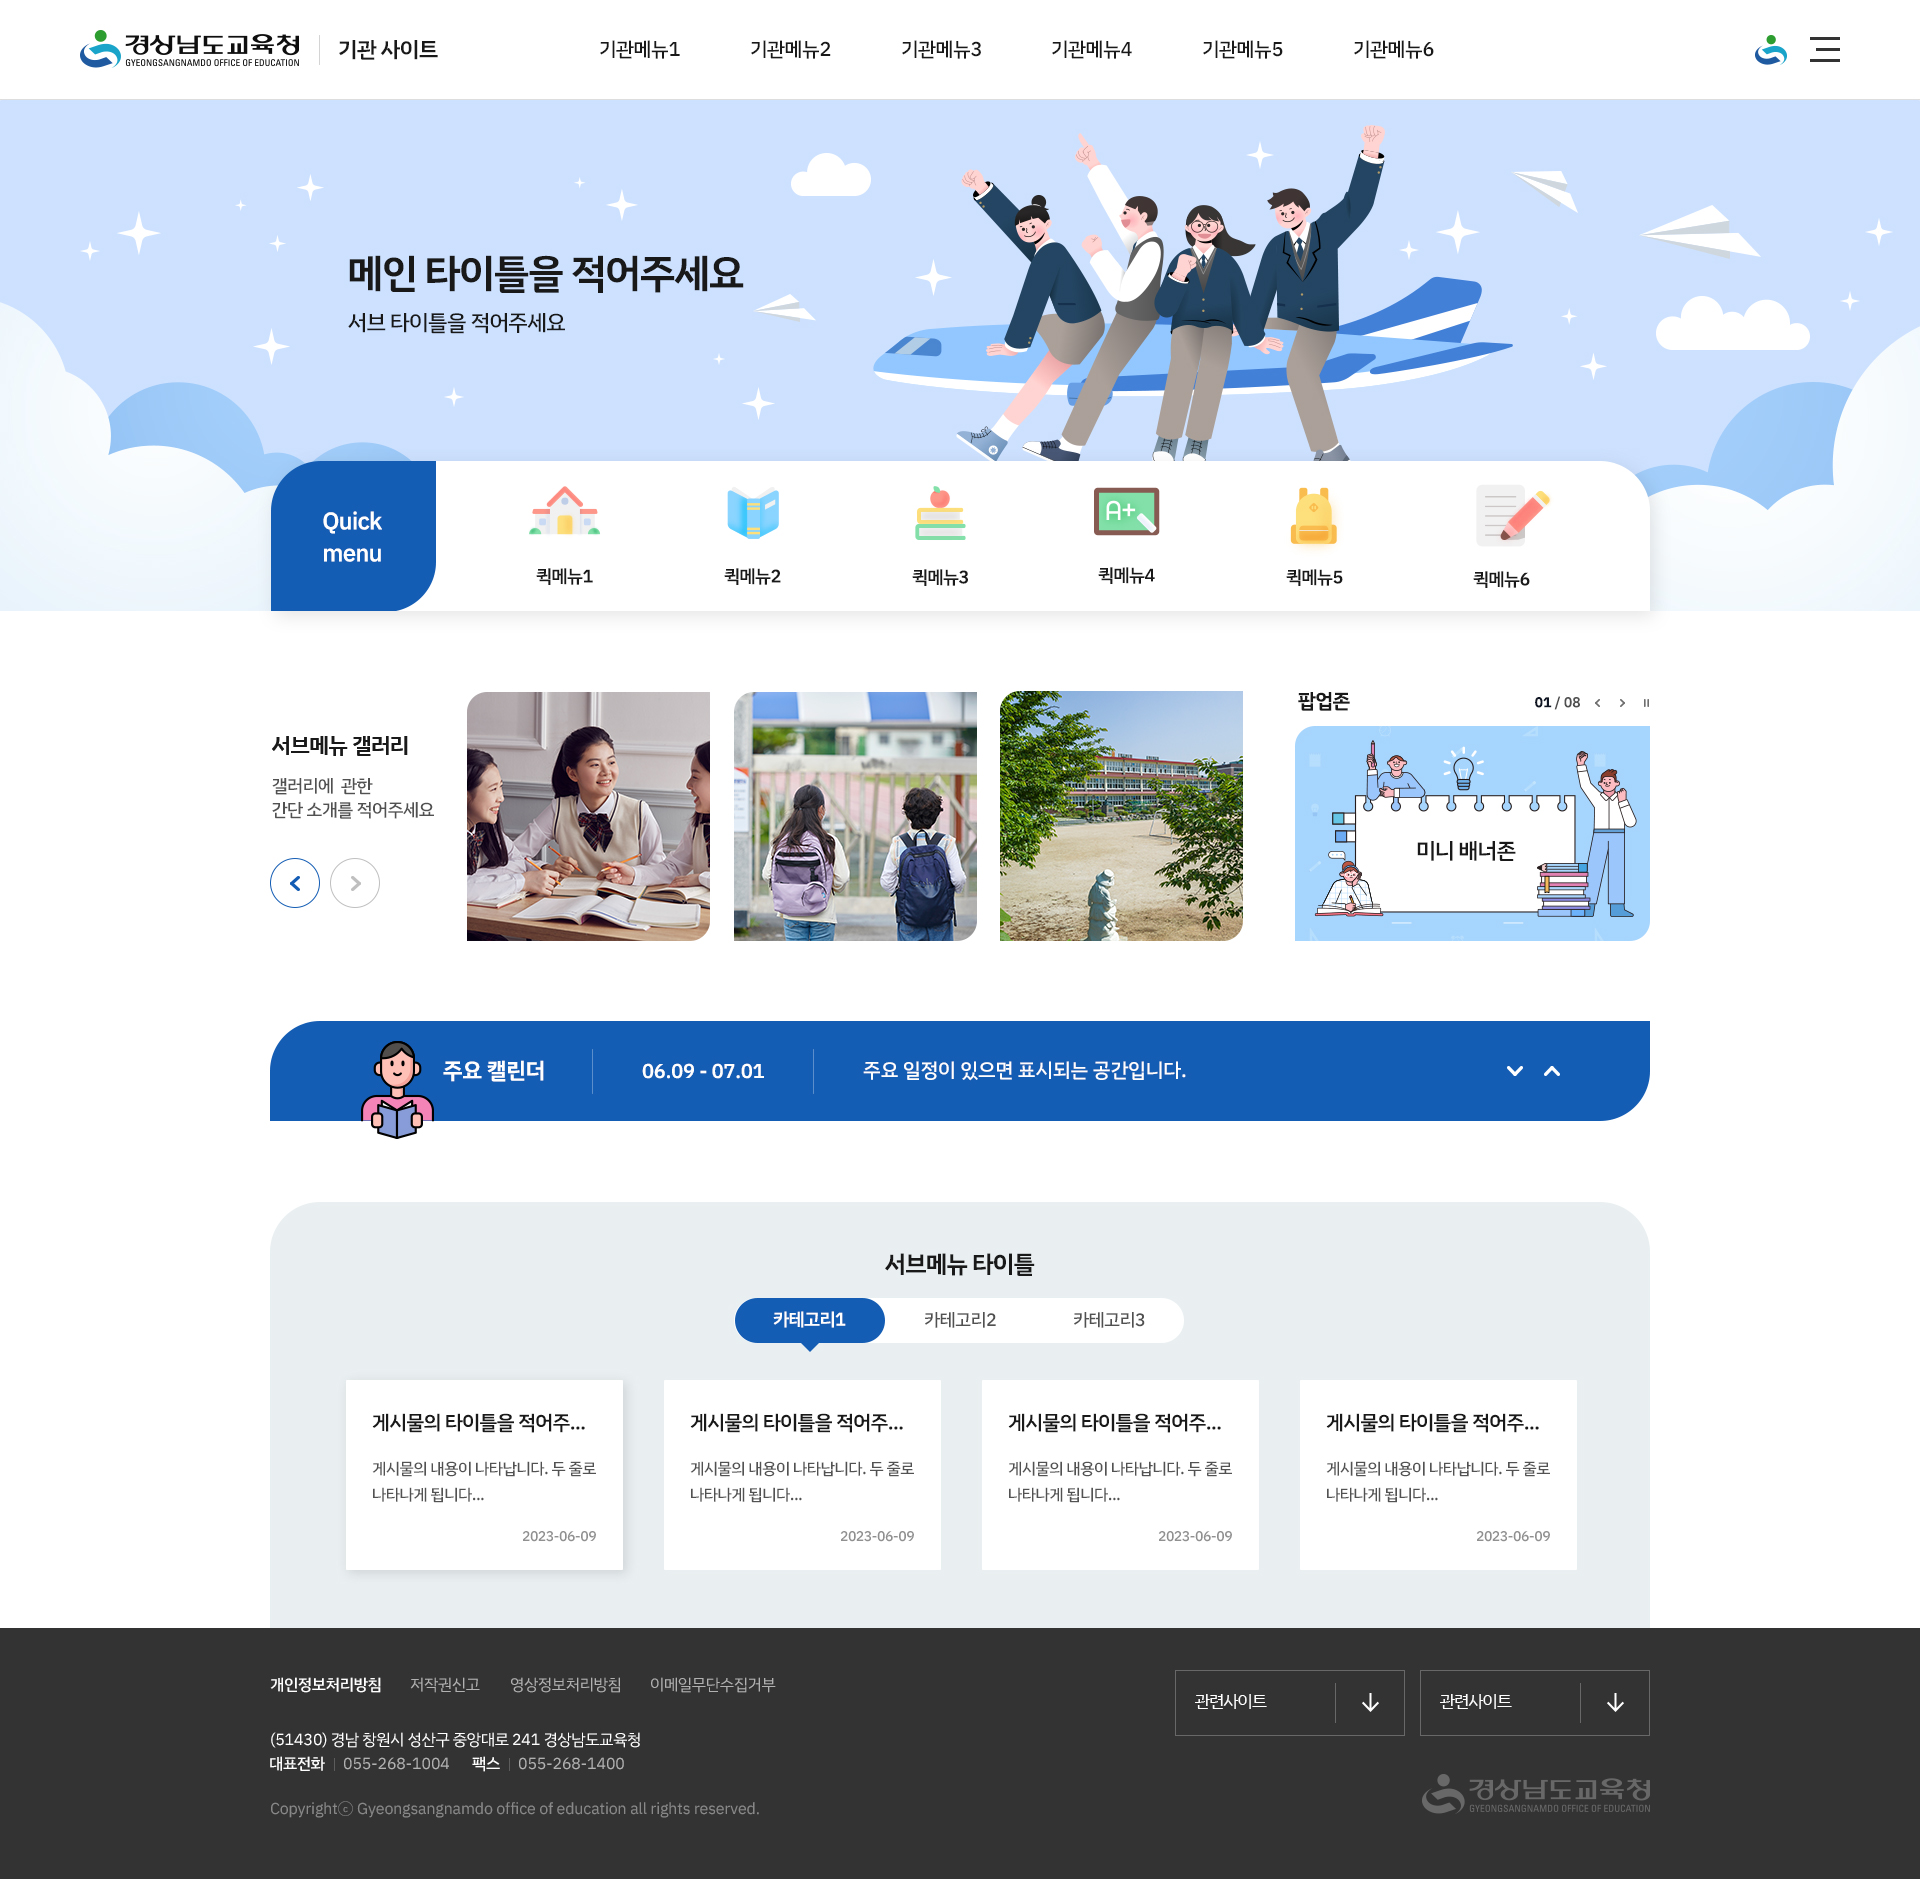 경상남도교육청
GYEONGSANGNAMDO OFFICE OF EDUCATION
기관 사이트
기관메뉴1
기관메뉴2
기관메뉴3
기관메뉴4
기관메뉴5
기관메뉴6
메인 타이틀을 적어주세요
서브 타이틀을 적어주세요
Quick
menu
퀵메뉴1
퀵메뉴2
퀵메뉴3
A+
퀵메뉴4
퀵메뉴5
퀵메뉴6
서브메뉴 갤러리
갤러리에 관한
간단 소개를 적어주세요
팝업존
01 / 08
미니 배너존
주요 캘린더
06.09 - 07.01
주요 일정이 있으면 표시되는 공간입니다.
서브메뉴 타이틀
카테고리1
카테고리2
카테고리3
게시물의 타이틀을 적어주...
게시물의 내용이 나타납니다. 두 줄로
나타나게 됩니다...
2023-06-09
게시물의 타이틀을 적어주...
게시물의 내용이 나타납니다. 두 줄로
나타나게 됩니다...
2023-06-09
게시물의 타이틀을 적어주...
게시물의 내용이 나타납니다. 두 줄로
나타나게 됩니다...
2023-06-09
게시물의 타이틀을 적어주...
게시물의 내용이 나타납니다. 두 줄로
나타나게 됩니다...
2023-06-09
개인정보처리방침
저작권신고
영상정보처리방침
이메일무단수집거부
(51430) 경남 창원시 성산구 중앙대로 241 경상남도교육청
대표전화 055-268-1004 팩스 055-268-1400
Copyrightⓒ Gyeongsangnamdo office of education all rights reserved.
관련사이트
관련사이트
경상남도교육청
GYEONGSANGNAMDO OFFICE OF EDUCATION